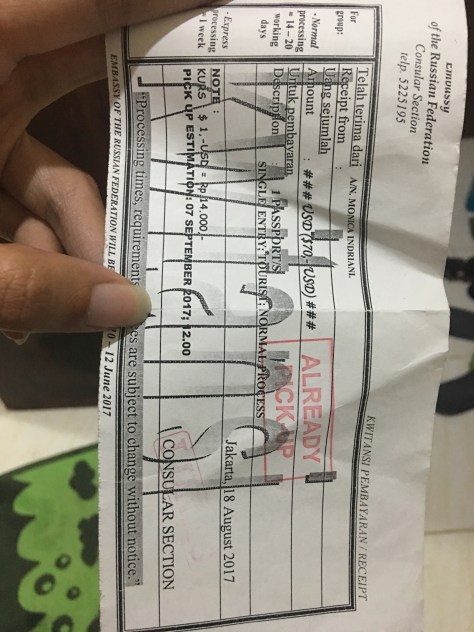 Embassy
of the Russian Federation
Consular Section
telp. 5225195
KWITANSI PEMBAYARAN / RECEIPT
For
group:
- Normal
processing
= 14 – 20
working
days
- Express
processing
= 1 week
Telah terima dari
Receipt from : A/N. MONICA INDRIANI.
Uang sejumlah
Amount : ### USD ($70,-USD) ###
Untuk pembayaran
Description : 1 PASSPORT/S
SINGLE ENTRY; TOURIST; NORMAL PROCESS
ALREADY
PICK UP
NOTE :
KURS $ 1,-USD = Rp 14.000,-
PICK UP ESTIMATION: 07 SEPTEMBER 2017; 12.00
Jakarta, 18 August 2017
CONSULAR SECTION
"Processing times, requirements are subject to change without notice."
EMBASSY OF THE RUSSIAN FEDERATION WILL BE – 12 June 2017